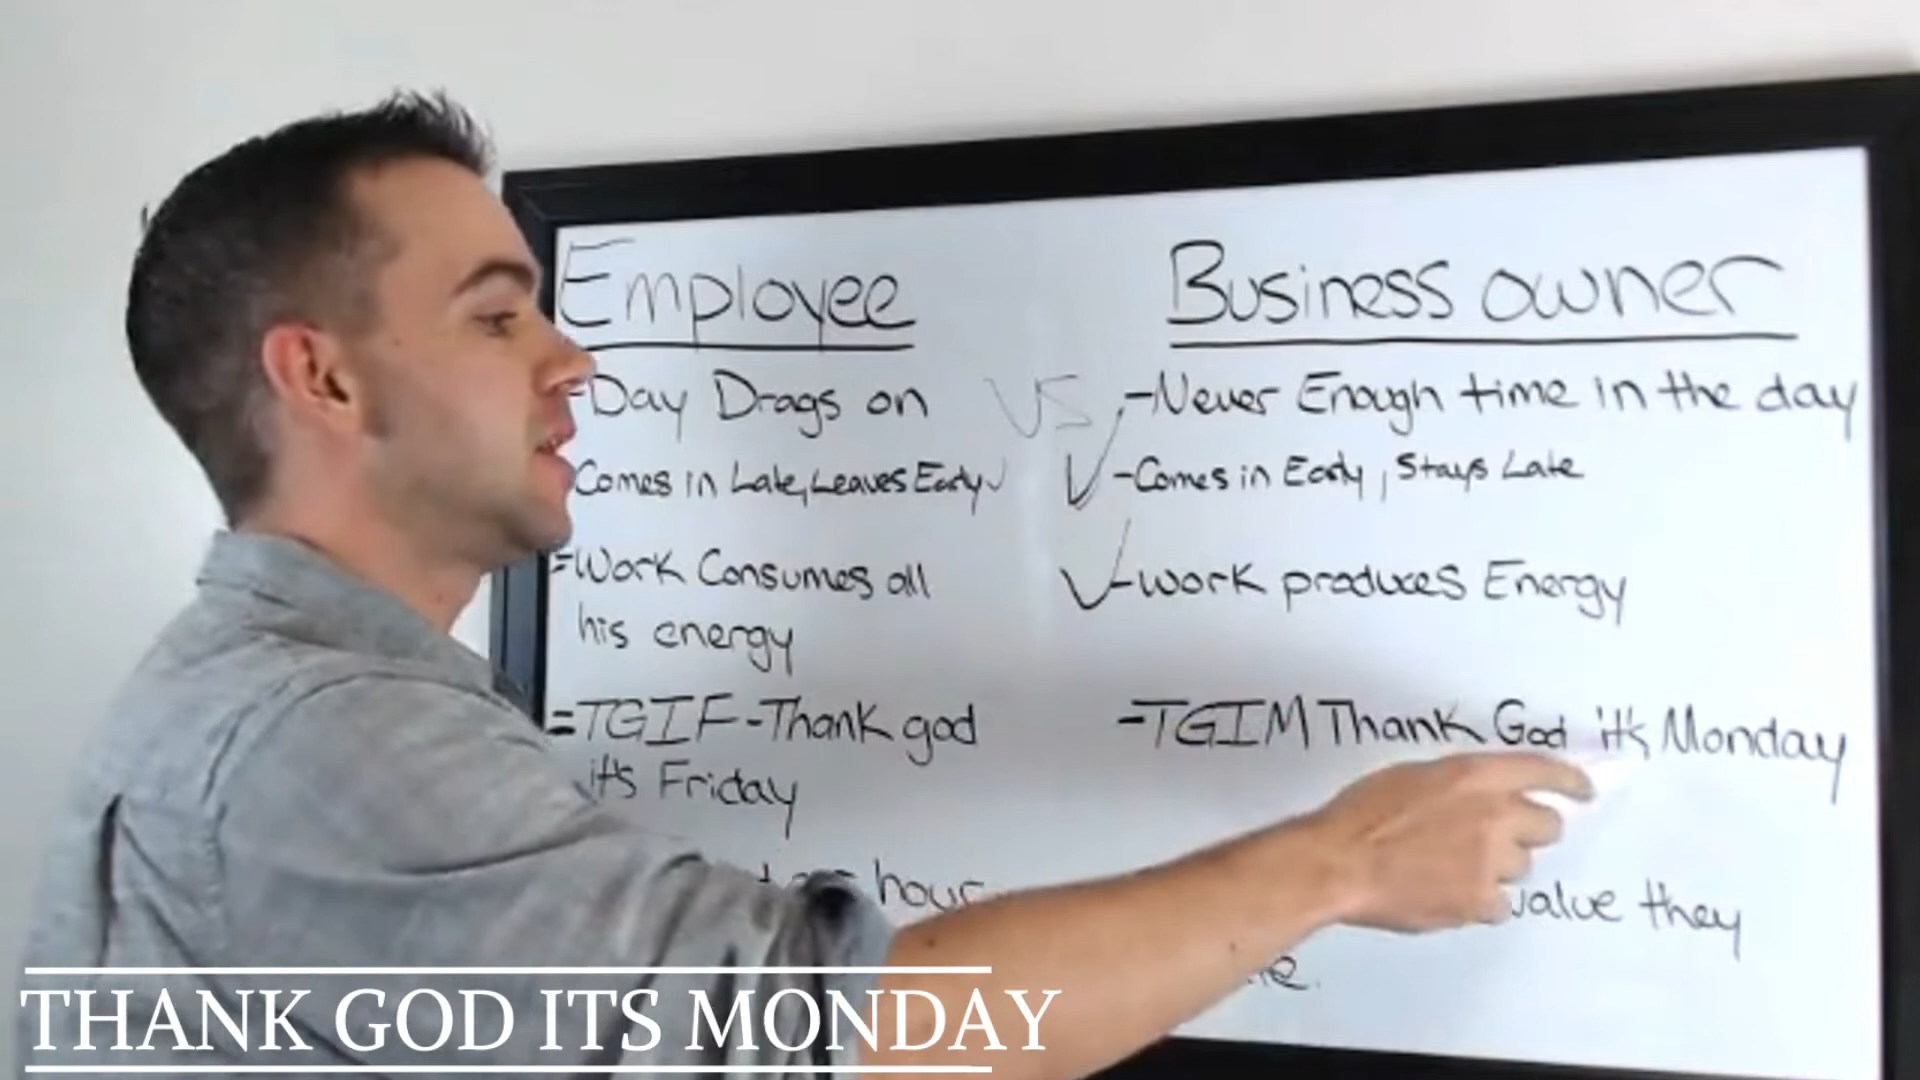 Employee
Business owner
-Day Drags on
VS
-Never Enough time in the day
Comes in Late, Leaves Early
-Comes in Early, Stays Late
=Work Consumes all
his energy
-work produces Energy
=TGIF-Thank god
it's Friday
-TGIM Thank God it's Monday
hour
value they
THANK GOD ITS MONDAY